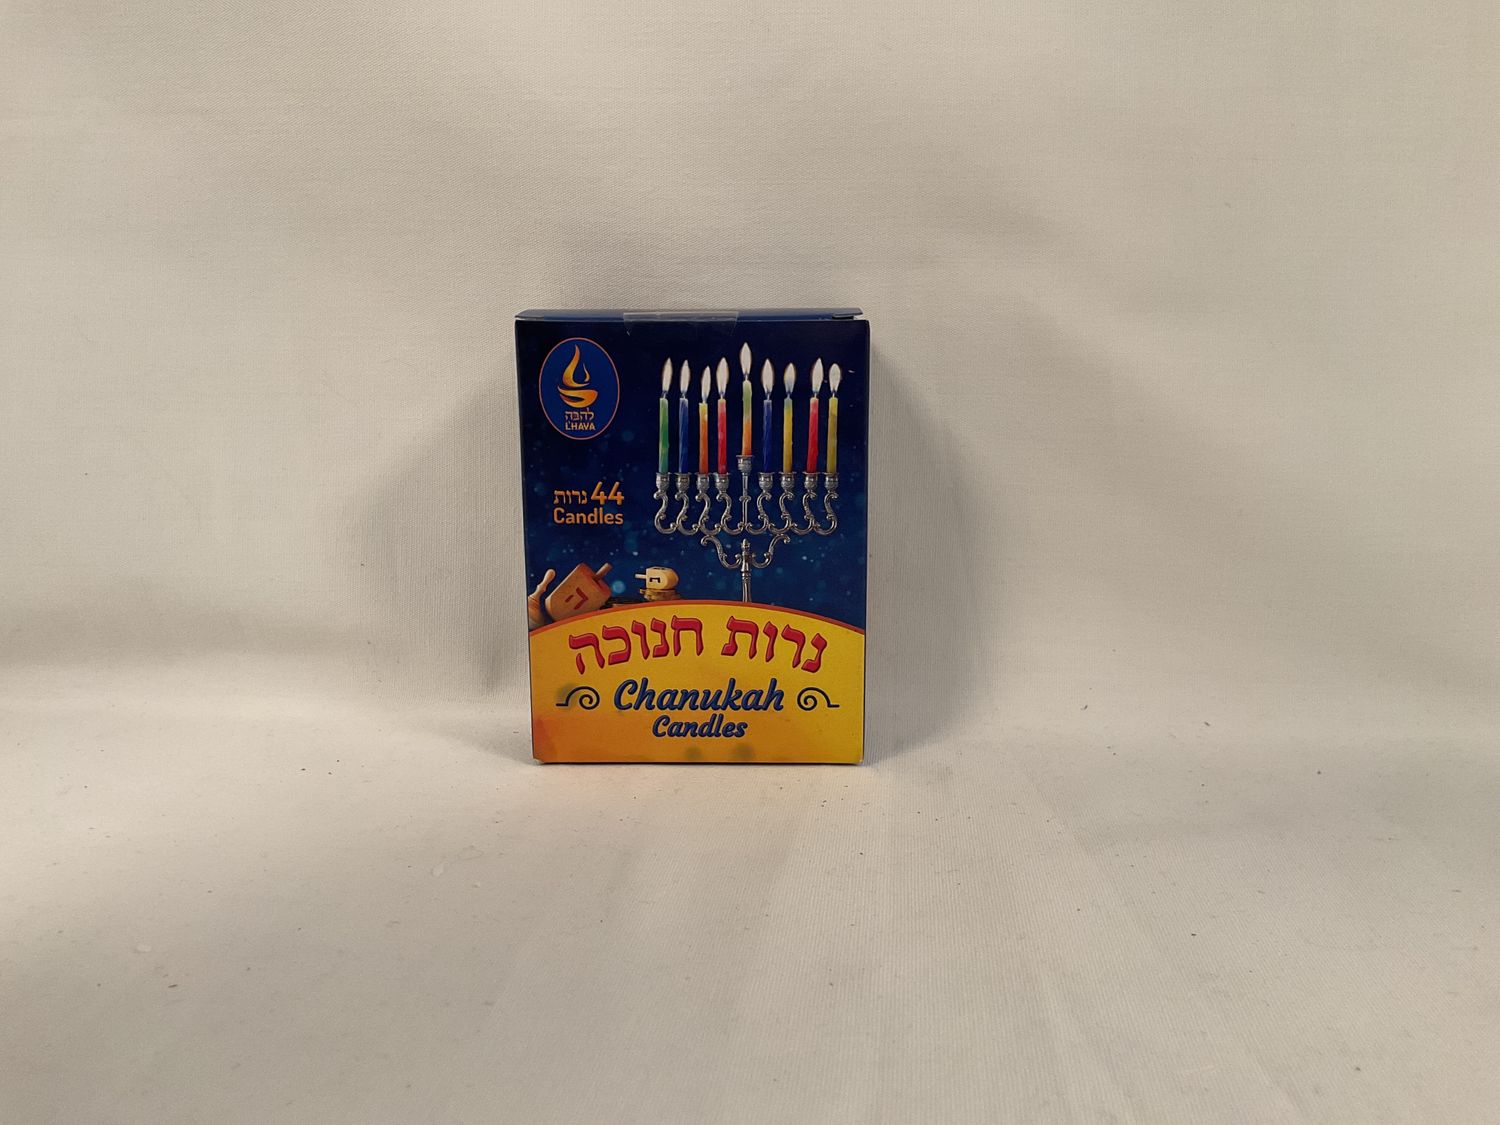 להבה
L'HAVA
44 נרות
Candles
נ
נרות חנוכה
Chanukah
Candles